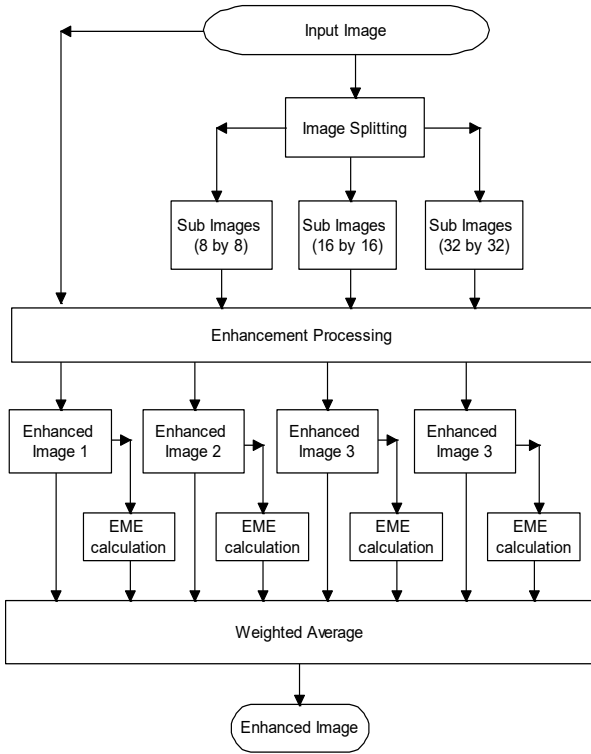 Input Image
Image Splitting
Sub Images
(8 by 8)
Sub Images
(16 by 16)
Sub Images
(32 by 32)
Enhancement Processing
Enhanced
Image 1
Enhanced
Image 2
Enhanced
Image 3
Enhanced
Image 3
EME
calculation
EME
calculation
EME
calculation
EME
calculation
Weighted Average
Enhanced Image